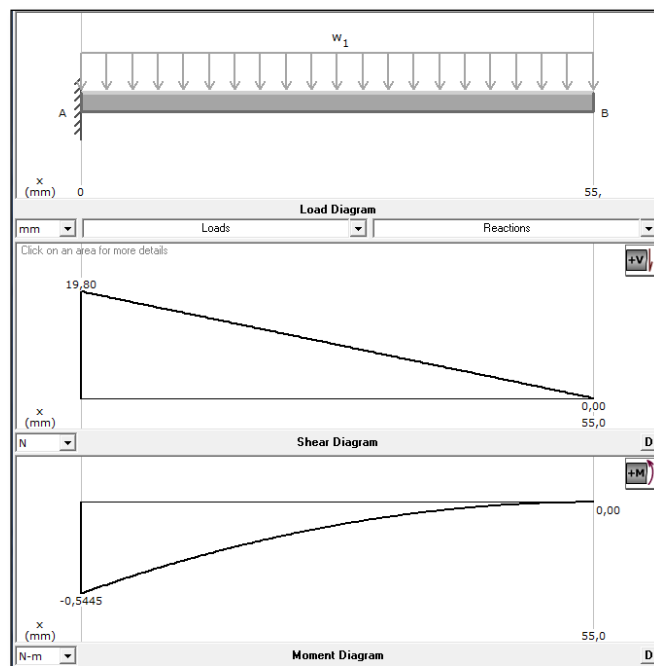 w1
A B
x
(mm) 0 55,
Load Diagram
mm Loads Reactions
Click on an area for more details
+V
19,80
0,00
x
(mm) 55,0
N Shear Diagram D
+M
0,00
-0,5445
x
(mm) 55,0
N-m Moment Diagram D